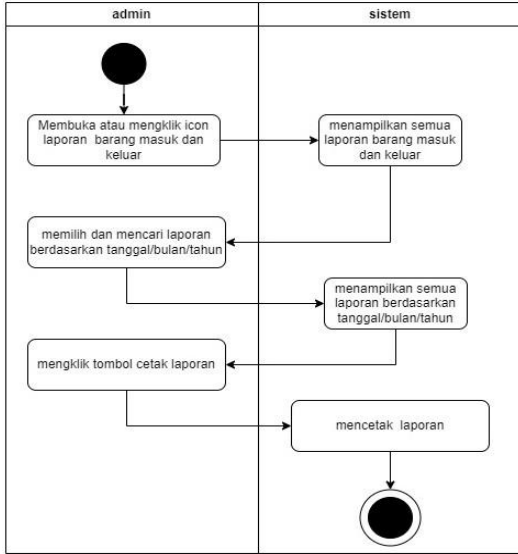 admin
sistem
Membuka atau mengklik icon
laporan barang masuk dan
keluar
menampilkan semua
laporan barang masuk
dan keluar
memilih dan mencari laporan
berdasarkan tanggal/bulan/tahun
menampilkan semua
laporan berdasarkan
tanggal/bulan/tahun
mengklik tombol cetak laporan
mencetak laporan